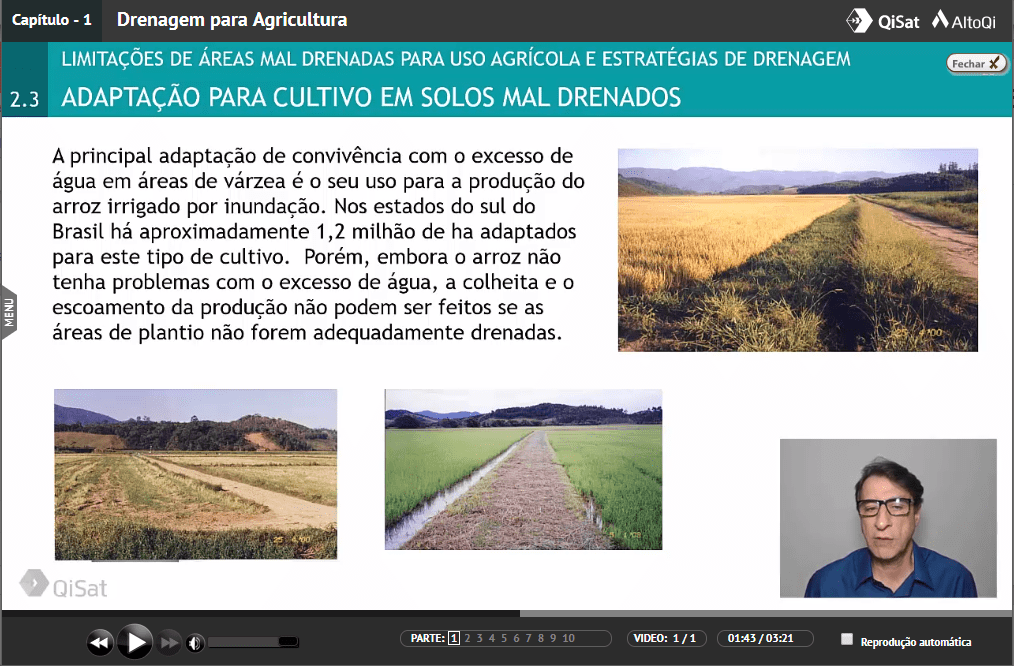 Capítulo - 1
Drenagem para Agricultura
QiSat
AltoQi
LIMITAÇÕES DE ÁREAS MAL DRENADAS PARA USO AGRÍCOLA E ESTRATÉGIAS DE DRENAGEM
Fechar
2.3
ADAPTAÇÃO PARA CULTIVO EM SOLOS MAL DRENADOS
A principal adaptação de convivência com o excesso de
água em áreas de várzea é o seu uso para a produção do
arroz irrigado por inundação. Nos estados do sul do
Brasil há aproximadamente 1,2 milhão de ha adaptados
para este tipo de cultivo.  Porém, embora o arroz não
tenha problemas com o excesso de água, a colheita e o
escoamento da produção não podem ser feitos se as
áreas de plantio não forem adequadamente drenadas.
MENU
QiSat
PARTE: 1 2 3 4 5 6 7 8 9 10
VIDEO: 1 / 1
01:43 / 03:21
Reprodução automática